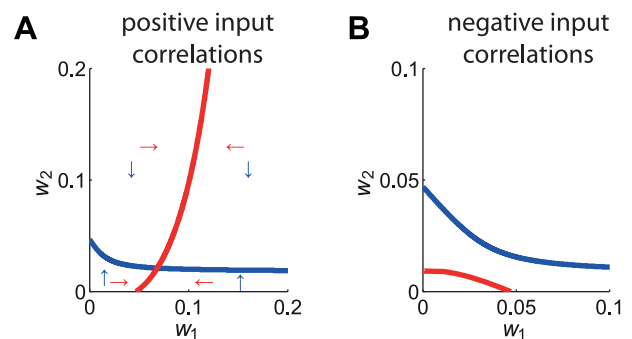 A
positive input
correlations
0.2
0.1
0
w2
0
0.1
0.2
w1
B
negative input
correlations
0.1
0.05
0
w2
0
0.05
0.1
w1